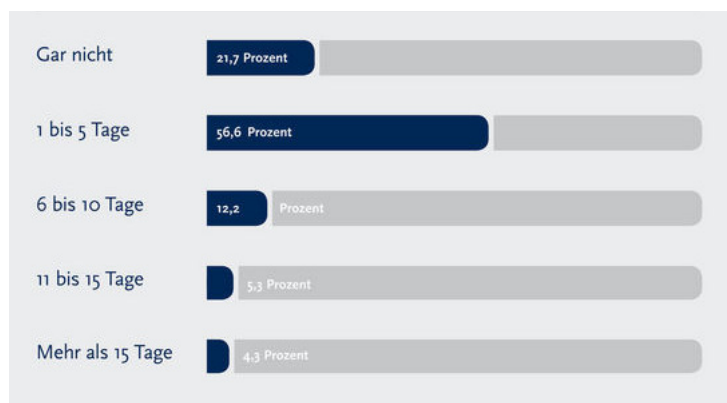 Gar nicht 21,7 Prozent
1 bis 5 Tage 56,6 Prozent
6 bis 10 Tage 12,2 Prozent
11 bis 15 Tage 5,3 Prozent
Mehr als 15 Tage 4,3 Prozent